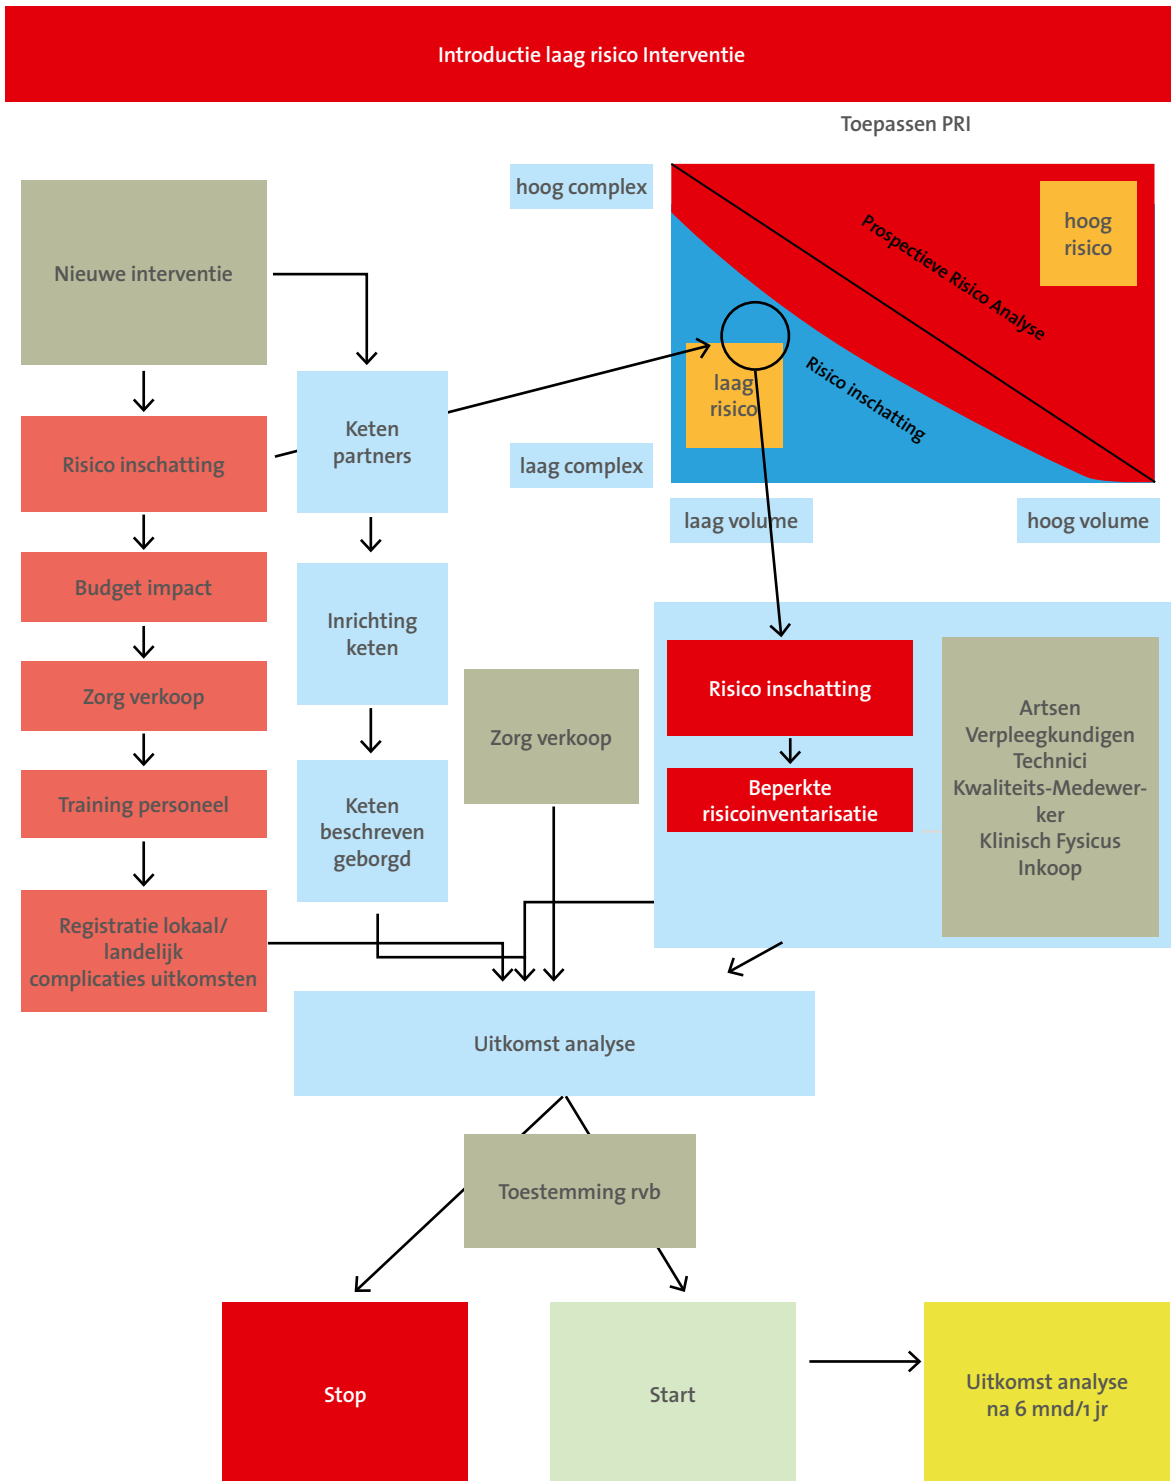 Introductie laag risico Interventie
Toepassen PRI
hoog complex
Prospectieve Risico Analyse
hoog
risico
Nieuwe interventie
laag
risico
Risico inschatting
Keten
partners
Risico inschatting
laag complex
laag volume
hoog volume
Budget impact
Inrichting
keten
Zorg verkoop
Risico inschatting
Zorg verkoop
Artsen
Verpleegkundigen
Technici
Kwaliteits-Medewer-
ker
Klinisch Fysicus
Inkoop
Training personeel
Keten
beschreven
geborgd
Beperkte
risicoinventarisatie
Registratie lokaal/
landelijk
complicaties uitkomsten
Uitkomst analyse
Toestemming rvb
Stop
Start
Uitkomst analyse
na 6 mnd/1 jr